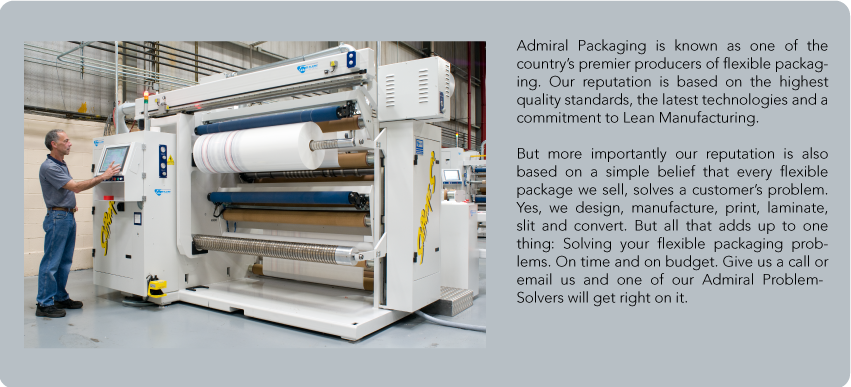 Admiral Packaging is known as one of the
country's premier producers of flexible packag-
ing. Our reputation is based on the highest
quality standards, the latest technologies and a
commitment to Lean Manufacturing.
But more importantly our reputation is also
based on a simple belief that every flexible
package we sell, solves a customer's problem.
Yes, we design, manufacture, print, laminate,
slit and convert. But all that adds up to one
thing: Solving your flexible packaging prob-
lems. On time and on budget. Give us a call or
email us and one of our Admiral Problem-
Solvers will get right on it.